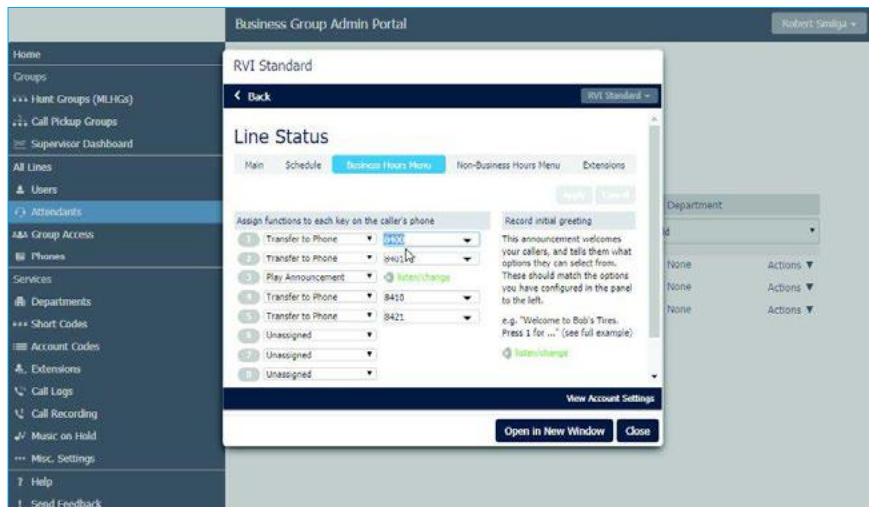 Business Group Admin Portal
Robert Smilga
Home
Groups
Hunt Groups (MLHGs)
Call Pickup Groups
Supervisor Dashboard
All Lines
Users
Attendants
Group Access
Phones
Services
Departments
Short Codes
Account Codes
Extensions
Call Logs
Call Recording
Music on Hold
Misc. Settings
? Help
! Send Feedback
RVI Standard
Back
RVI Standard
Line Status
Main Schedule Business Hours Menu Non-Business Hours Menu Extensions
Apply Cancel
Assign functions to each key on the caller's phone
1 Transfer to Phone 8400
2 Transfer to Phone 8401
3 Play Announcement listen/change
4 Transfer to Phone 8410
5 Transfer to Phone 8421
6 Unassigned
7 Unassigned
8 Unassigned
Record initial greeting
This announcement welcomes
your callers, and tells them what
options they can select from.
These should match the options
you have configured in the panel
to the left.
e.g. "Welcome to Bob's Tires.
Press 1 for ..." (see full example)
listen/change
View Account Settings
Open in New Window Close
Department
None Actions
None Actions
None Actions